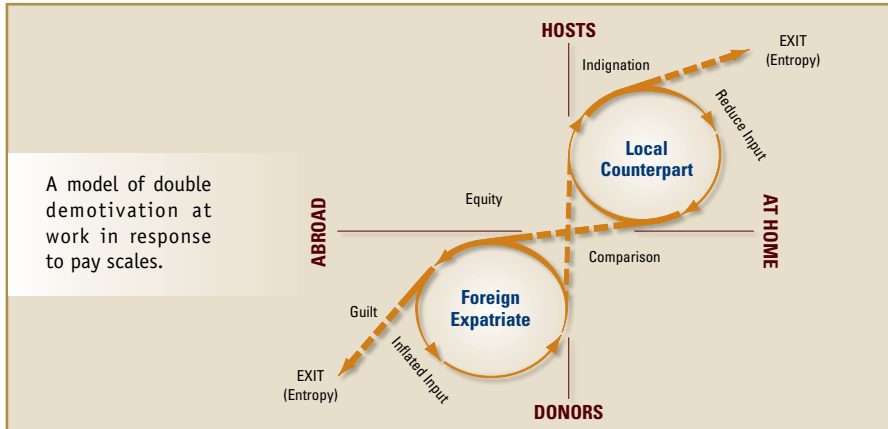 HOSTS
Indignation
EXIT
(Entropy)
Reduce Input
Local
Counterpart
A model of double
demotivation at
work in response
to pay scales.
Equity
ABROAD
AT HOME
Comparison
Foreign
Expatriate
Guilt
Inflated Input
EXIT
(Entropy)
DONORS